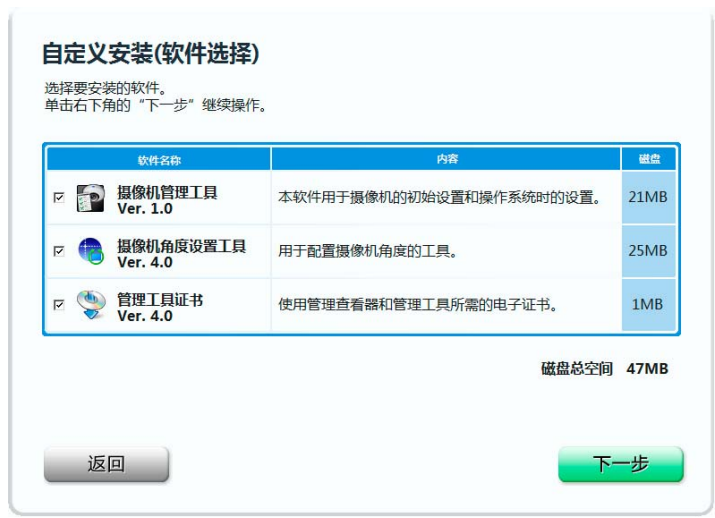 自定义安装(软件选择)
选择要安装的软件。
单击右下角的“下一步”继续操作。
软件名称 内容 磁盘
摄像机管理工具
Ver. 1.0
本软件用于摄像机的初始设置和操作系统时的设置。 21MB
摄像机角度设置工具
Ver. 4.0
用于配置摄像机角度的工具。 25MB
管理工具证书
Ver. 4.0
使用管理查看器和管理工具所需的电子证书。 1MB
磁盘总空间 47MB
返回 下一步